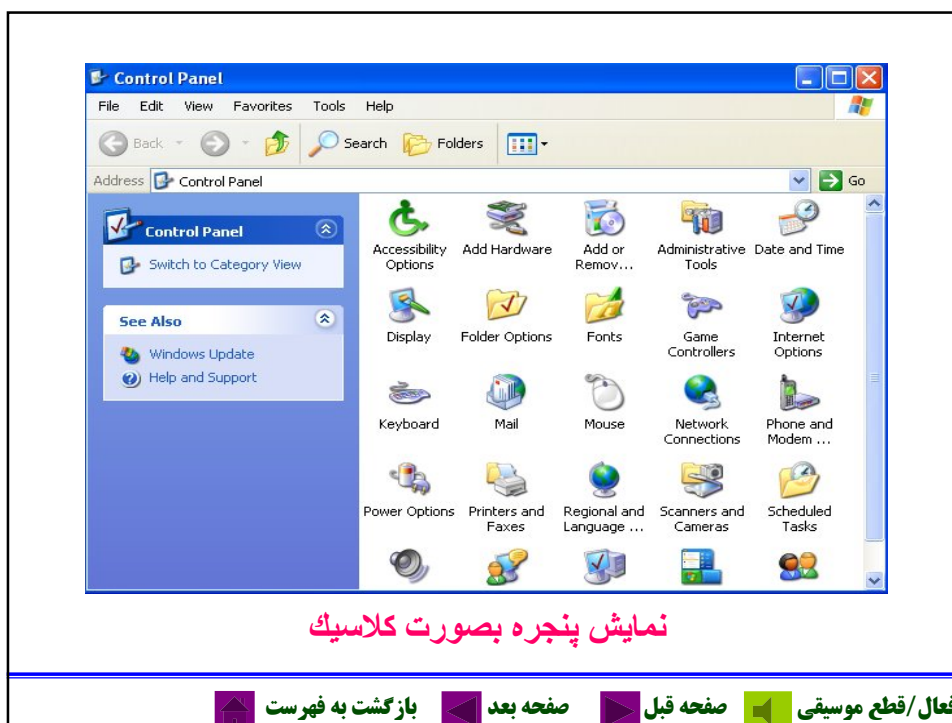 Control Panel
File Edit View Favorites Tools Help
Back Search Folders
Address Control Panel Go
Control Panel
Switch to Category View
See Also
Windows Update
Help and Support
Accessibility Options
Add Hardware
Add or Remov...
Administrative Tools
Date and Time
Display
Folder Options
Fonts
Game Controllers
Internet Options
Keyboard
Mail
Mouse
Network Connections
Phone and Modem ...
Power Options
Printers and Faxes
Regional and Language ...
Scanners and Cameras
Scheduled Tasks
نمايش پنجره بصورت كلاسيك
/قطع موسیقی صفحه قبل صفحه بعد بازگشت به فهرست